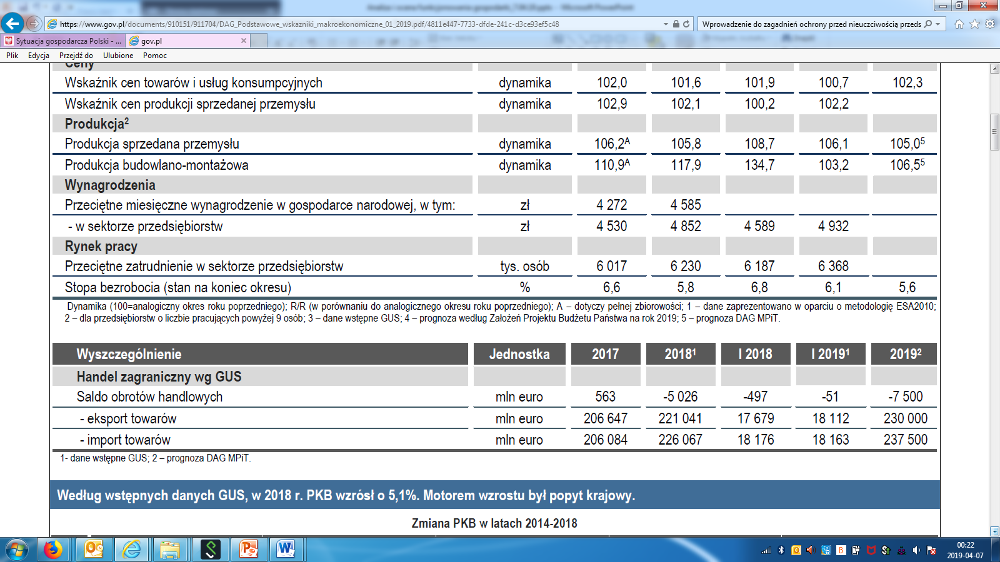 https://www.gov.pl/documents/910151/911704/DAG_Podstawowe_wskazniki_makroekonomiczne_01_2019.pdf/4811e447-7733-dfde-241c-d3ce93ef5c48
Wprowadzenie do zagadnień ochrony przed nieuczciwością przeds
Sytuacja gospodarcza Polski - ... gov.pl
Plik Edycja Przejdź do Ulubione Pomoc
Ceny
Wskaźnik cen towarów i usług konsumpcyjnych dynamika 102,0 101,6 101,9 100,7 102,3
Wskaźnik cen produkcji sprzedanej przemysłu dynamika 102,9 102,1 100,2 102,2
Produkcja²
Produkcja sprzedana przemysłu dynamika 106,2ᴬ 105,8 108,7 106,1 105,0⁵
Produkcja budowlano-montażowa dynamika 110,9ᴬ 117,9 134,7 103,2 106,5⁵
Wynagrodzenia
Przeciętne miesięczne wynagrodzenie w gospodarce narodowej, w tym: zł 4 272 4 585
- w sektorze przedsiębiorstw zł 4 530 4 852 4 589 4 932
Rynek pracy
Przeciętne zatrudnienie w sektorze przedsiębiorstw tys. osób 6 017 6 230 6 187 6 368
Stopa bezrobocia (stan na koniec okresu) % 6,6 5,8 6,8 6,1 5,6
Dynamika (100=analogiczny okres roku poprzedniego); R/R (w porównaniu do analogicznego okresu roku poprzedniego); A – dotyczy pełnej zbiorowości; 1 – dane zaprezentowano w oparciu o metodologię ESA2010;
2 – dla przedsiębiorstw o liczbie pracujących powyżej 9 osób; 3 – dane wstępne GUS; 4 – prognoza według Założeń Projektu Budżetu Państwa na rok 2019; 5 – prognoza DAG MPiT.
Wyszczególnienie Jednostka 2017 2018¹ I 2018 I 2019¹ 2019²
Handel zagraniczny wg GUS
Saldo obrotów handlowych mln euro 563 -5 026 -497 -51 -7 500
- eksport towarów mln euro 206 647 221 041 17 679 18 112 230 000
- import towarów mln euro 206 084 226 067 18 176 18 163 237 500
1- dane wstępne GUS; 2 – prognoza DAG MPiT.
Według wstępnych danych GUS, w 2018 r. PKB wzrósł o 5,1%. Motorem wzrostu był popyt krajowy.
Zmiana PKB w latach 2014-2018
00:22
2019-04-07